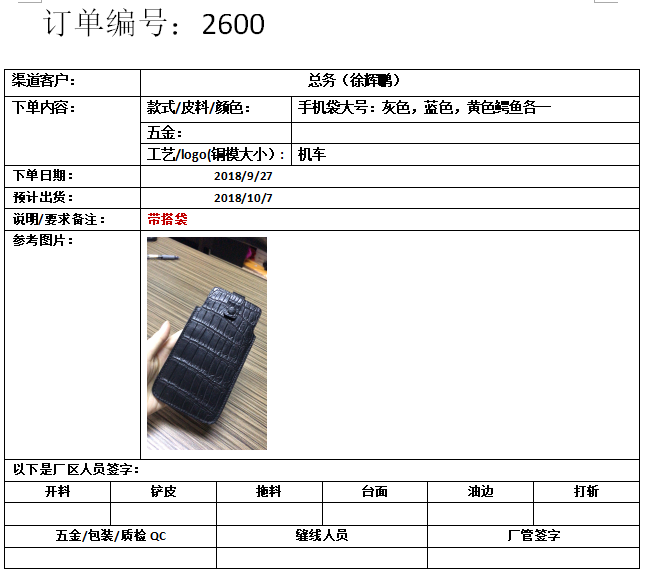 订单编号：2600
渠道客户： 总务（徐辉鹏）
下单内容： 款式/皮料/颜色： 手机袋大号：灰色，蓝色，黄色鳄鱼各一
五金：
工艺/logo(铜模大小)： 机车
下单日期： 2018/9/27
预计出货： 2018/10/7
说明/要求备注： 带搭袋
参考图片：
以下是厂区人员签字：
开料 铲皮 拖料 台面 油边 打斩
五金/包装/质检 QC 缝线人员 厂管签字